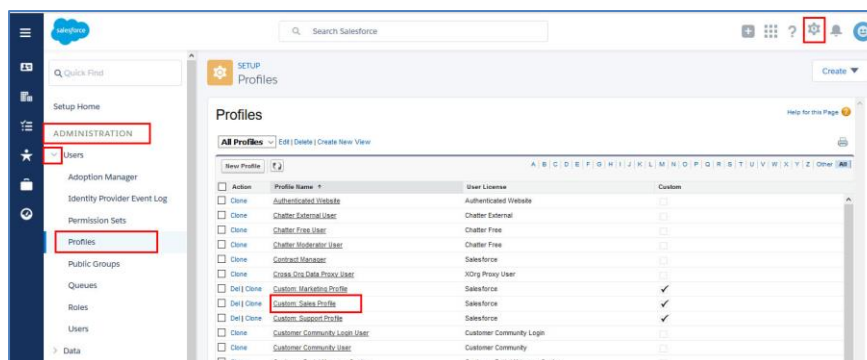 salesforce
Search Salesforce
Quick Find
Setup Home
ADMINISTRATION
Users
Adoption Manager
Identity Provider Event Log
Permission Sets
Profiles
Public Groups
Queues
Roles
Users
Data
SETUP
Profiles
Create
Profiles
Help for this Page
All Profiles Edit | Delete | Create New View
New Profile
A B C D E F G H I J K L M N O P Q R S T U V W X Y Z Other All
Action Profile Name User License Custom
Clone Authenticated Website Authenticated Website
Clone Chatter External User Chatter External
Clone Chatter Free User Chatter Free
Clone Chatter Moderator User Chatter Free
Clone Contract Manager Salesforce
Clone Cross Org Data Proxy User XOrg Proxy User
Del | Clone Custom: Marketing Profile Salesforce
Del | Clone Custom: Sales Profile Salesforce
Del | Clone Custom: Support Profile Salesforce
Clone Customer Community Login User Customer Community Login
Clone Customer Community User Customer Community